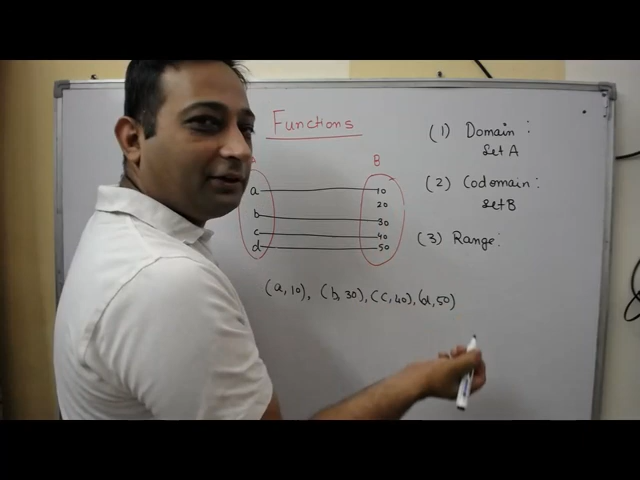 Functions
B
a 10
20
b 30
c 40
d 50
(a, 10), (b, 30), (c, 40), (d, 50)
(1) Domain:
Set A
(2) Codomain:
Set B
(3) Range: